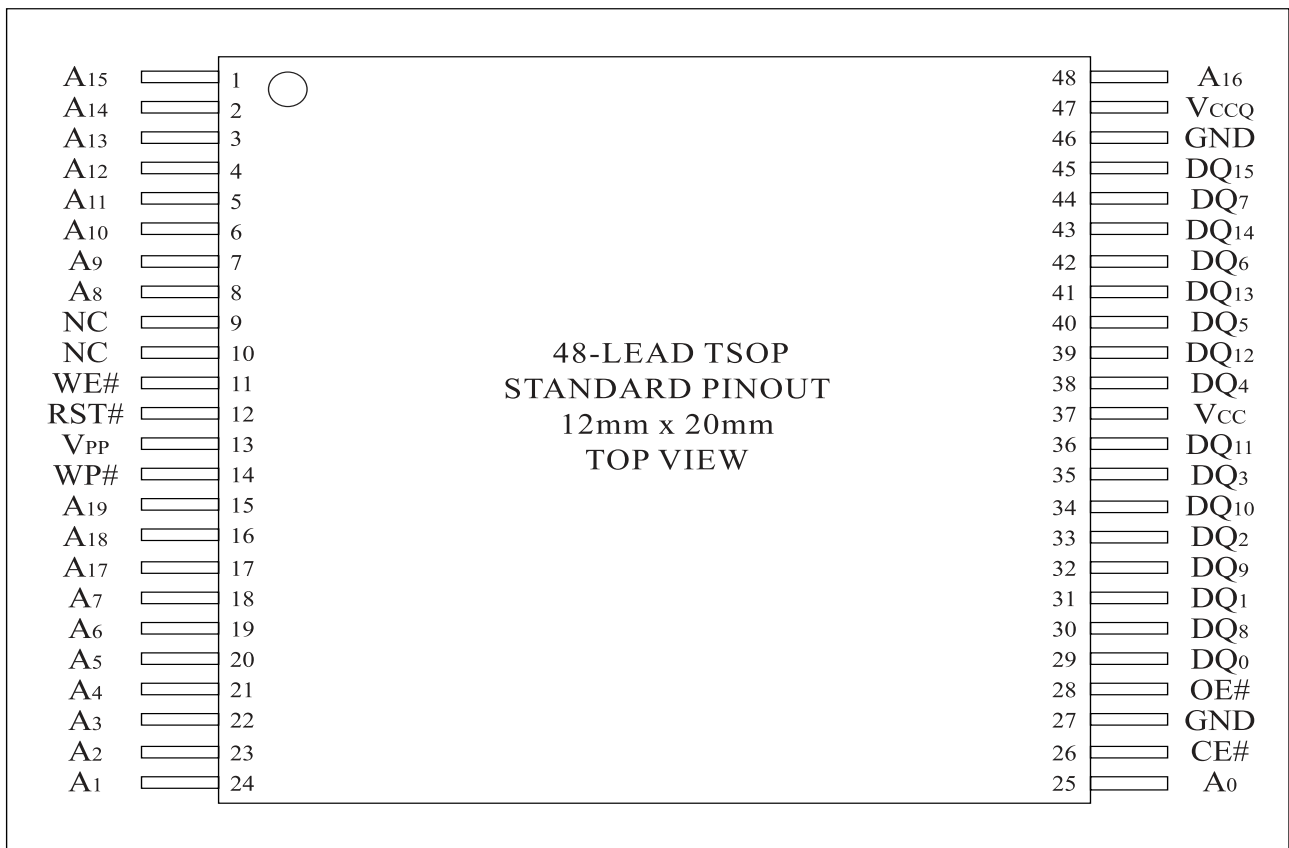 A15 1 48 A16
A14 2 47 VCCQ
A13 3 46 GND
A12 4 45 DQ15
A11 5 44 DQ7
A10 6 43 DQ14
A9 7 42 DQ6
A8 8 41 DQ13
NC 9 40 DQ5
NC 10 39 DQ12
WE# 11 38 DQ4
RST# 12 37 VCC
VPP 13 36 DQ11
WP# 14 35 DQ3
A19 15 34 DQ10
A18 16 33 DQ2
A17 17 32 DQ9
A7 18 31 DQ1
A6 19 30 DQ8
A5 20 29 DQ0
A4 21 28 OE#
A3 22 27 GND
A2 23 26 CE#
A1 24 25 A0
48-LEAD TSOP
STANDARD PINOUT
12mm x 20mm
TOP VIEW